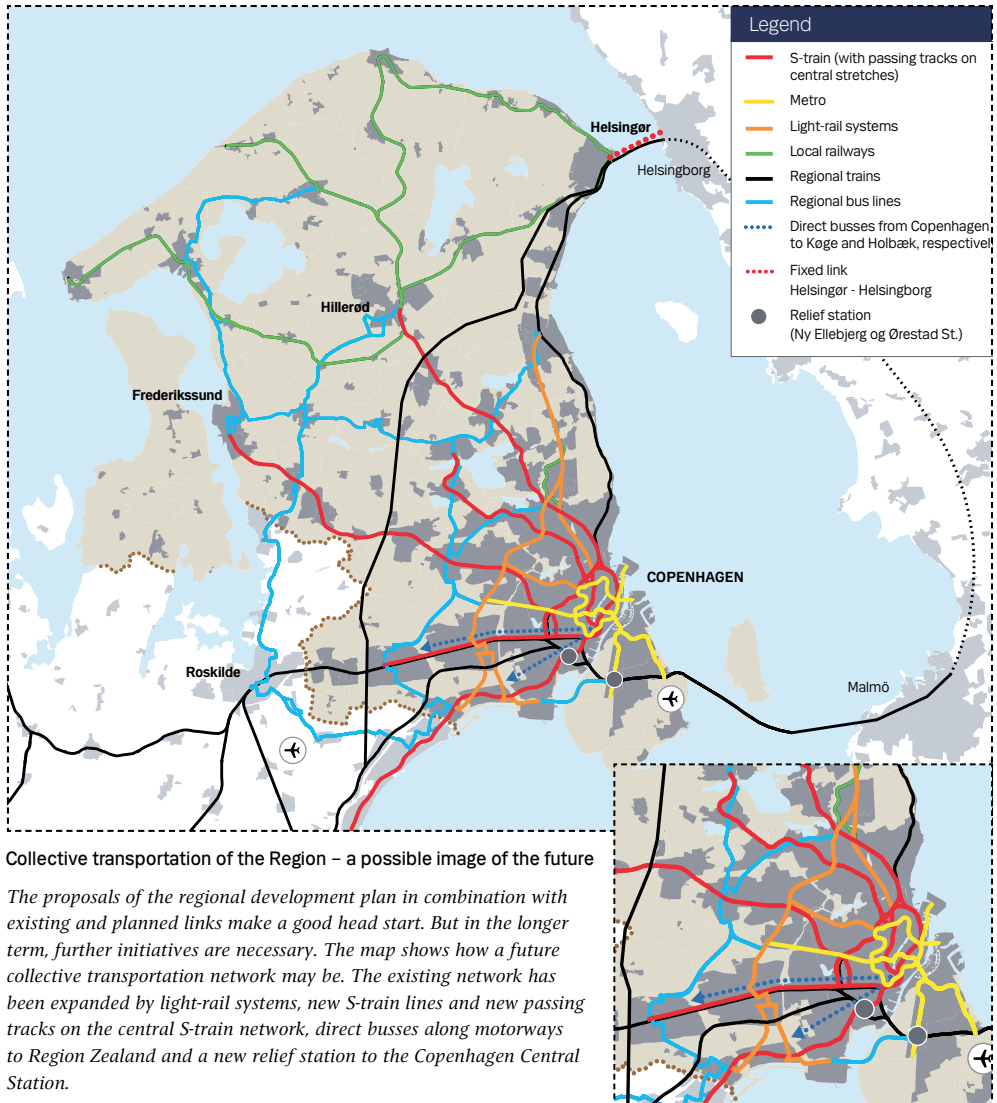 Legend
S-train (with passing tracks on
central stretches)
Metro
Light-rail systems
Local railways
Regional trains
Regional bus lines
Direct busses from Copenhagen
to Køge and Holbæk, respectivel
Fixed link
Helsingør - Helsingborg
Relief station
(Ny Ellebjerg og Ørestad St.)
Helsingør
Helsingborg
Hillerød
Frederikssund
COPENHAGEN
Roskilde
Malmö
Collective transportation of the Region – a possible image of the future
The proposals of the regional development plan in combination with
existing and planned links make a good head start. But in the longer
term, further initiatives are necessary. The map shows how a future
collective transportation network may be. The existing network has
been expanded by light-rail systems, new S-train lines and new passing
tracks on the central S-train network, direct busses along motorways
to Region Zealand and a new relief station to the Copenhagen Central
Station.